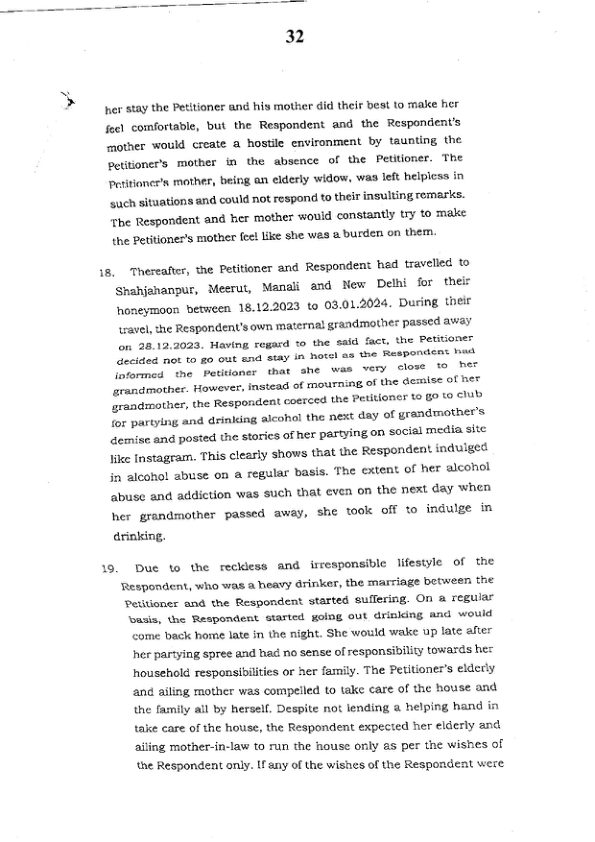 32
her stay the Petitioner and his mother did their best to make her
feel comfortable, but the Respondent and the Respondent's
mother would create a hostile environment by taunting the
Petitioner's mother in the absence of the Petitioner. The
Petitioner's mother, being an elderly widow, was left helpless in
such situations and could not respond to their insulting remarks.
The Respondent and her mother would constantly try to make
the Petitioner's mother feel like she was a burden on them.
18. Thereafter, the Petitioner and Respondent had travelled to
Shahjahanpur, Meerut, Manali and New Delhi for their
honeymoon between 18.12.2023 to 03.01.2024. During their
travel, the Respondent's own maternal grandmother passed away
on 28.12.2023. Having regard to the said fact, the Petitioner
decided not to go out and stay in hotel as the Respondent had
informed the Petitioner that she was very close to her
grandmother. However, instead of mourning of the demise of her
grandmother, the Respondent coerced the Petitioner to go to club
for partying and drinking alcohol the next day of grandmother's
demise and posted the stories of her partying on social media site
like Instagram. This clearly shows that the Respondent indulged
in alcohol abuse on a regular basis. The extent of her alcohol
abuse and addiction was such that even on the next day when
her grandmother passed away, she took off to indulge in
drinking.
19. Due to the reckless and irresponsible lifestyle of the
Respondent, who was a heavy drinker, the marriage between the
Petitioner and the Respondent started suffering. On a regular
basis, the Respondent started going out drinking and would
come back home late in the night. She would wake up late after
her partying spree and had no sense of responsibility towards her
household responsibilities or her family. The Petitioner's elderly
and ailing mother was compelled to take care of the house and
the family all by herself. Despite not lending a helping hand in
take care of the house, the Respondent expected her elderly and
ailing mother-in-law to run the house only as per the wishes of
the Respondent only. If any of the wishes of the Respondent were